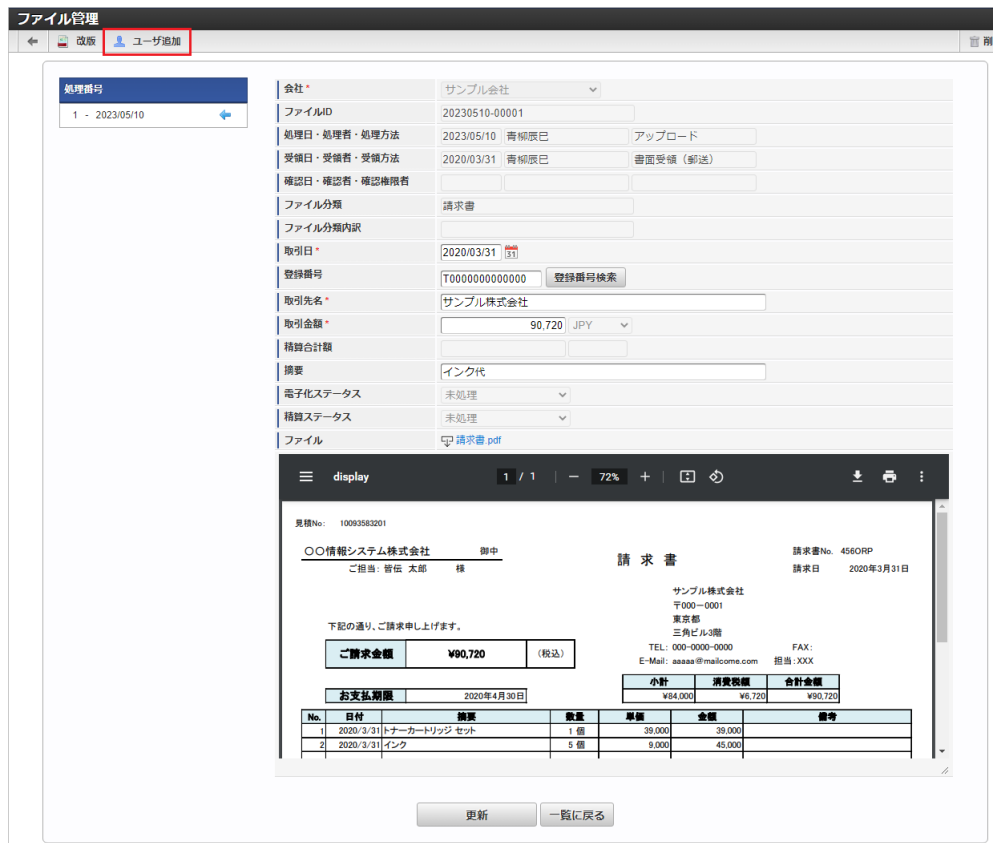 ファイル管理
改版 ユーザ追加 削
処理番号
1 - 2023/05/10
会社 * サンプル会社
ファイルID 20230510-00001
処理日・処理者・処理方法 2023/05/10 青柳辰巳 アップロード
受領日・受領者・受領方法 2020/03/31 青柳辰巳 書面受領（郵送）
確認日・確認者・確認権限者
ファイル分類 請求書
ファイル分類内訳
取引日 * 2020/03/31 31
登録番号 T0000000000000 登録番号検索
取引先名 * サンプル株式会社
取引金額 * 90,720 JPY
精算合計額
摘要 インク代
電子化ステータス 未処理
精算ステータス 未処理
ファイル 請求書.pdf
display 1 / 1 72%
見積No: 10093583201
〇〇情報システム株式会社 御中
ご担当: 皆伝 太郎 様
請 求 書
請求書No. 456ORP
請求日 2020年3月31日
サンプル株式会社
〒000－0001
東京都
三角ビル3階
TEL: 000-0000-0000 FAX:
E-Mail: aaaaa@mailcome.com 担当:XXX
下記の通り、ご請求申し上げます。
ご請求金額 ¥90,720 （税込）
小計 消費税額 合計金額
¥84,000 ¥6,720 ¥90,720
お支払期限 2020年4月30日
No. 日付 摘要 数量 単価 金額 備考
1 2020/3/31 トナーカートリッジ セット 1 個 39,000 39,000
2 2020/3/31 インク 5 個 9,000 45,000
更新 一覧に戻る